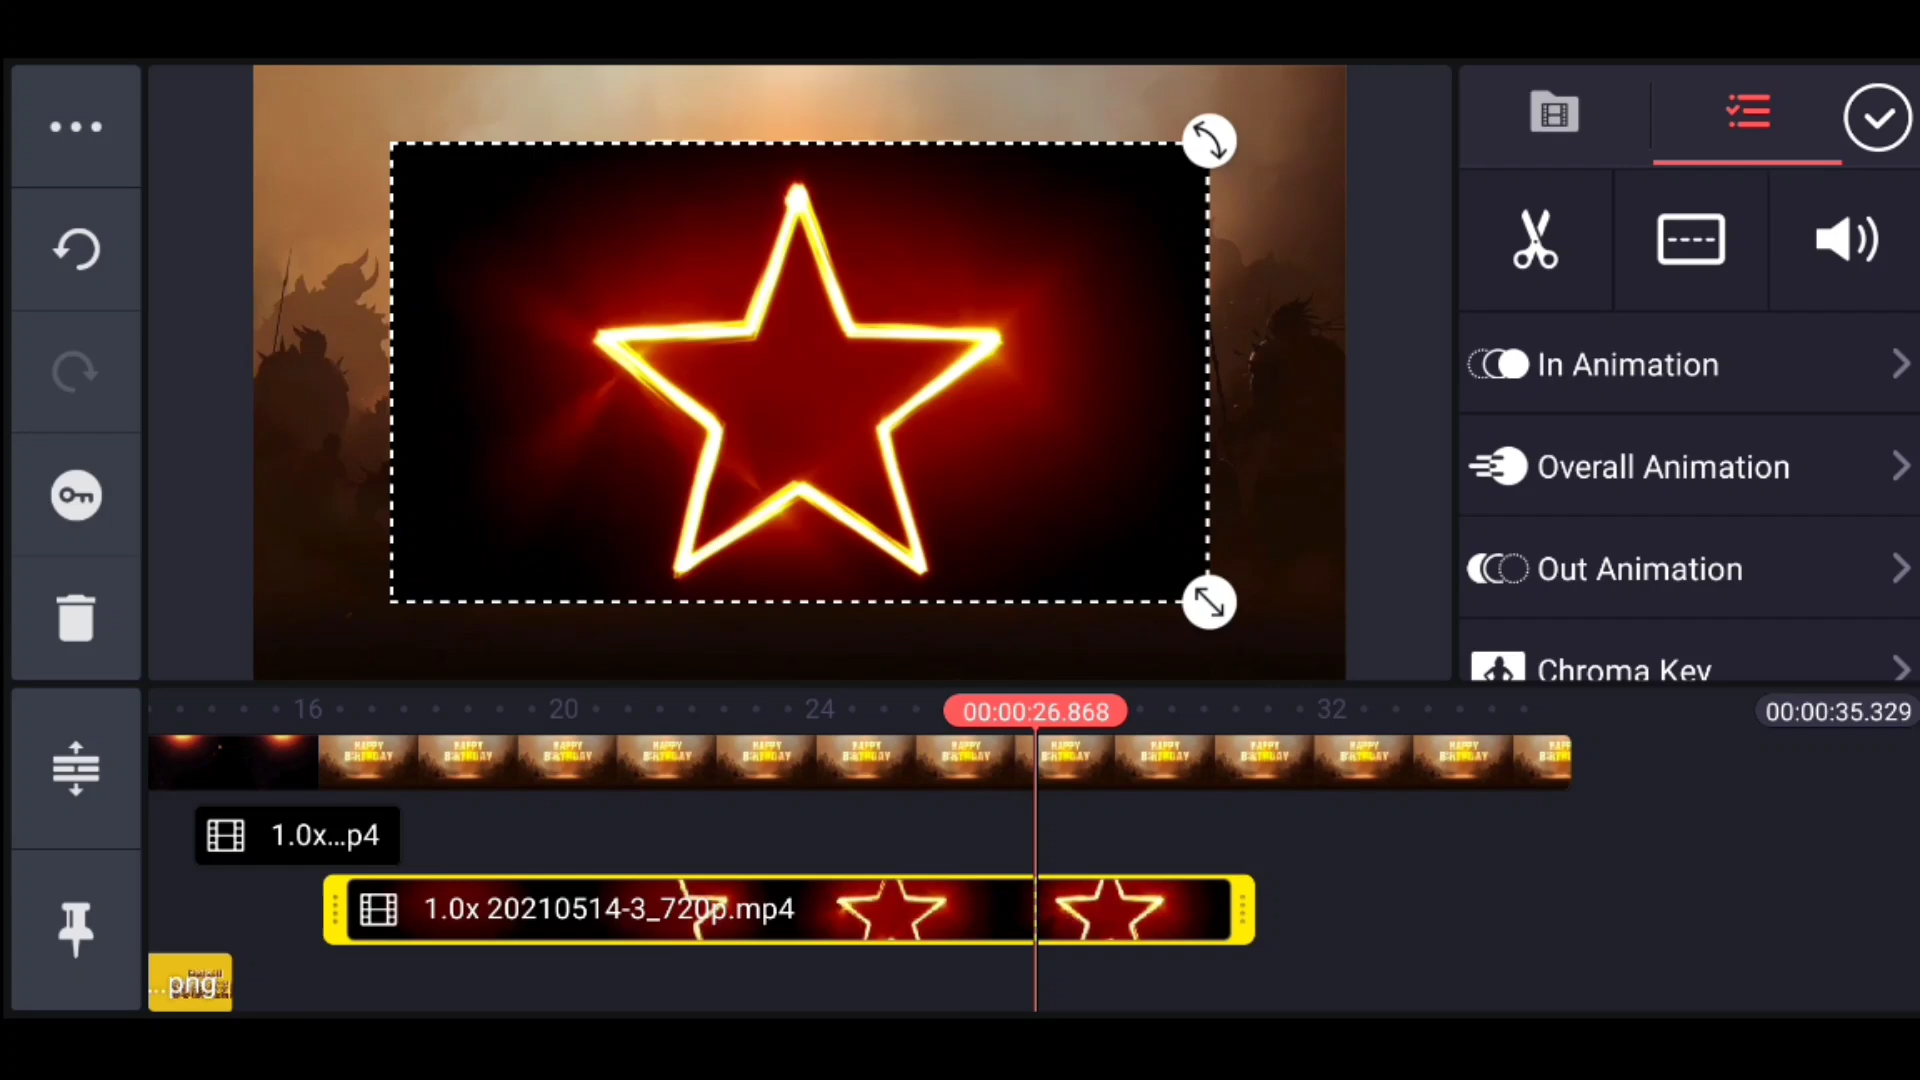 In Animation
Overall Animation
Out Animation
Chroma Key
16
20
24
00:00:26.868
32
00:00:35.329
HAPPY BIRTHDAY
HAPPY BIRTHDAY
HAPPY BIRTHDAY
HAPPY BIRTHDAY
HAPPY BIRTHDAY
HAPPY BIRTHDAY
HAPPY BIRTHDAY
HAPPY BIRTHDAY
HAPPY BIRTHDAY
HAPPY BIRTHDAY
HAPPY BIRTHDAY
HAPPY BIRTHDAY
1.0x...p4
1.0x 20210514-3_720p.mp4
...png